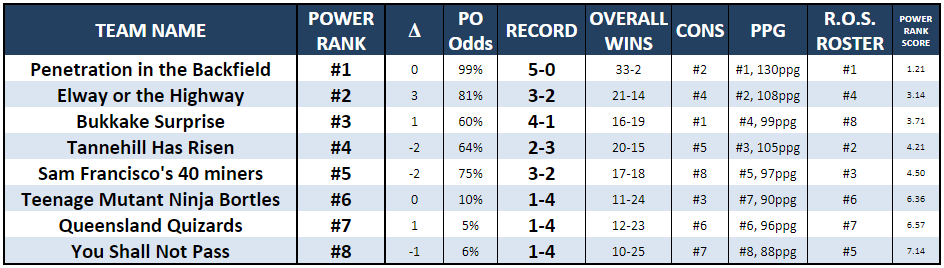 TEAM NAME POWER RANK Δ PO Odds RECORD OVERALL WINS CONS PPG R.O.S. ROSTER POWER RANK SCORE
Penetration in the Backfield #1 0 99% 5-0 33-2 #2 #1, 130ppg #1 1.21
Elway or the Highway #2 3 81% 3-2 21-14 #4 #2, 108ppg #4 3.14
Bukkake Surprise #3 1 60% 4-1 16-19 #1 #4, 99ppg #8 3.71
Tannehill Has Risen #4 -2 64% 2-3 20-15 #5 #3, 105ppg #2 4.21
Sam Francisco's 40 miners #5 -2 75% 3-2 17-18 #8 #5, 97ppg #3 4.50
Teenage Mutant Ninja Bortles #6 0 10% 1-4 11-24 #3 #7, 90ppg #6 6.36
Queensland Quizards #7 1 5% 1-4 12-23 #6 #6, 96ppg #7 6.57
You Shall Not Pass #8 -1 6% 1-4 10-25 #7 #8, 88ppg #5 7.14